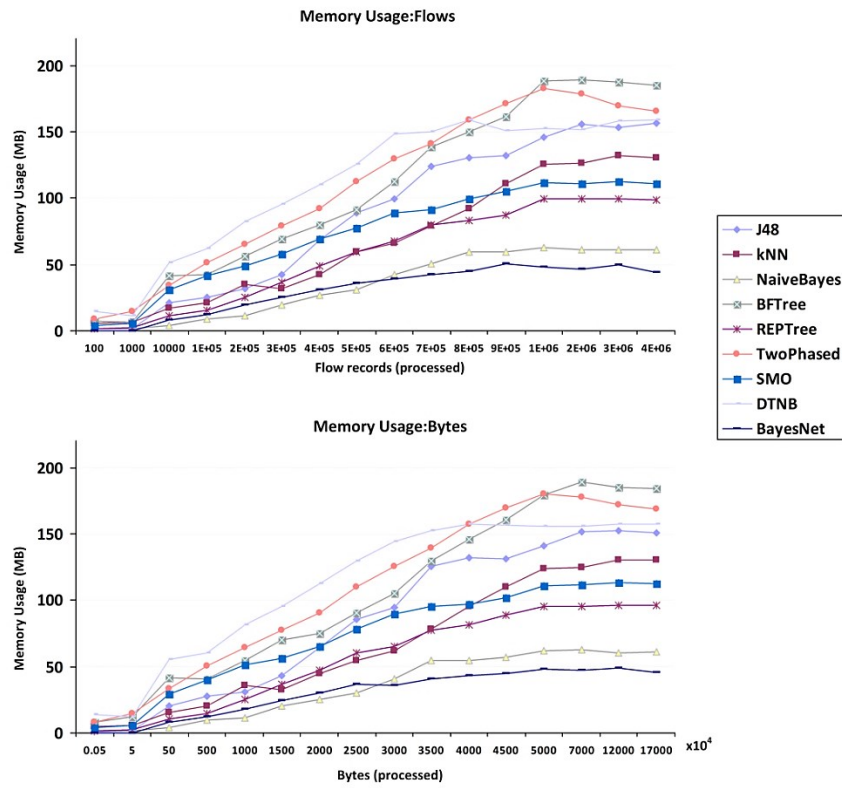 Memory Usage:Flows
200
150
100
50
0
Memory Usage (MB)
100 1000 10000 1E+05 2E+05 3E+05 4E+05 5E+05 6E+05 7E+05 8E+05 9E+05 1E+06 2E+06 3E+06 4E+06
Flow records (processed)
J48
kNN
NaiveBayes
BFTree
REPTree
TwoPhased
SMO
DTNB
BayesNet
Memory Usage:Bytes
200
150
100
50
0
Memory Usage (MB)
0.05 5 50 500 1000 1500 2000 2500 3000 3500 4000 4500 5000 7000 12000 17000 x10⁴
Bytes (processed)